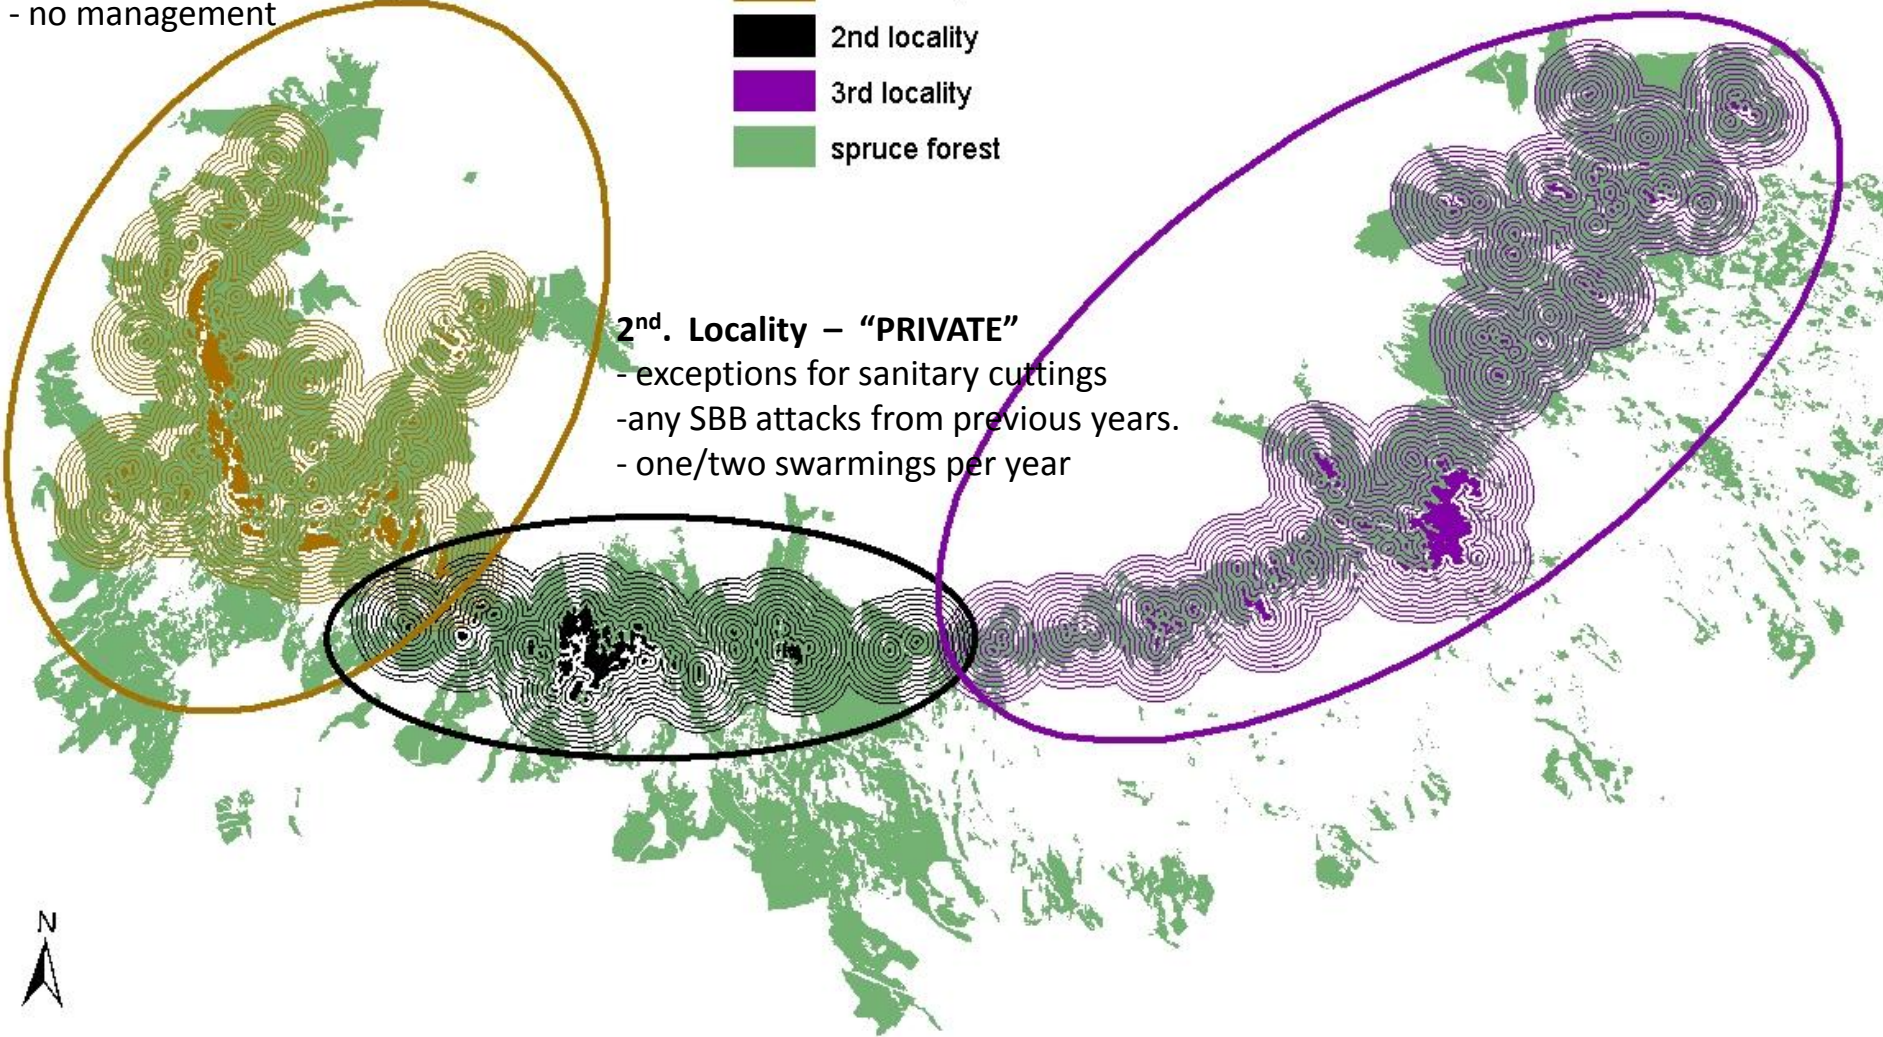 - no management
2nd locality
3rd locality
spruce forest
2nd. Locality – “PRIVATE”
- exceptions for sanitary cuttings
-any SBB attacks from previous years.
- one/two swarmings per year
N